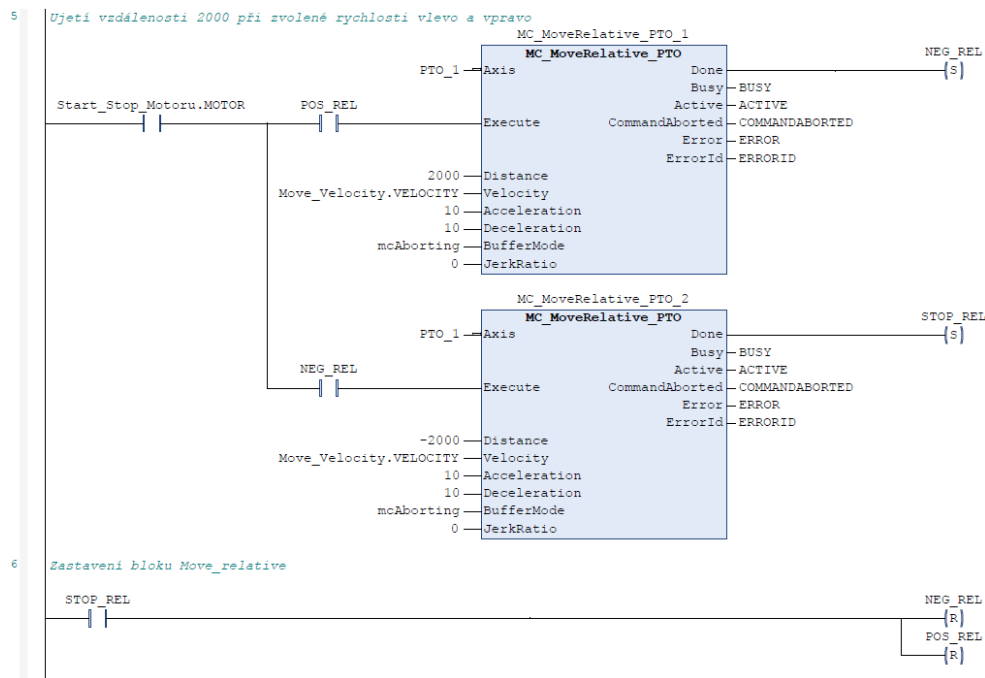 5 Ujetí vzdálenosti 2000 při zvolené rychlosti vlevo a vpravo
MC_MoveRelative_PTO_1
MC_MoveRelative_PTO
NEG_REL
PTO_1 Axis Done (S)
Busy BUSY
Start_Stop_Motoru.MOTOR POS_REL Active ACTIVE
Execute CommandAborted COMMANDABORTED
Error ERROR
ErrorId ERRORID
2000 Distance
Move_Velocity.VELOCITY Velocity
10 Acceleration
10 Deceleration
mcAborting BufferMode
0 JerkRatio
MC_MoveRelative_PTO_2
MC_MoveRelative_PTO
STOP_REL
PTO_1 Axis Done (S)
Busy BUSY
NEG_REL Active ACTIVE
Execute CommandAborted COMMANDABORTED
Error ERROR
ErrorId ERRORID
-2000 Distance
Move_Velocity.VELOCITY Velocity
10 Acceleration
10 Deceleration
mcAborting BufferMode
0 JerkRatio
6 Zastavení bloku Move_relative
STOP_REL NEG_REL
(R)
POS_REL
(R)